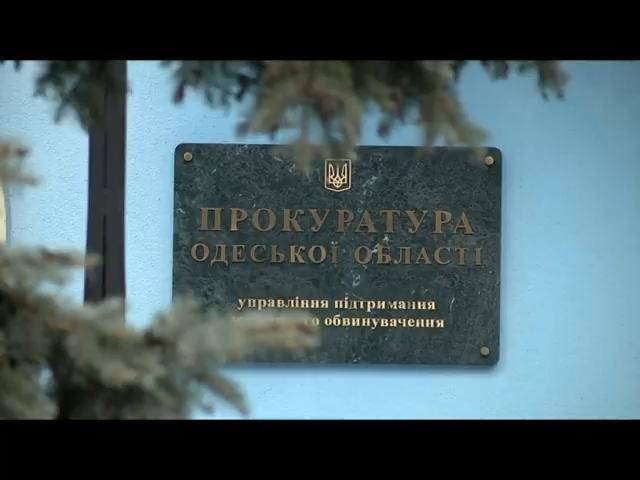 ПРОКУРАТУРА
ОДЕСЬКОЇ ОБЛАСТІ
управління підтримання
обвинувачення